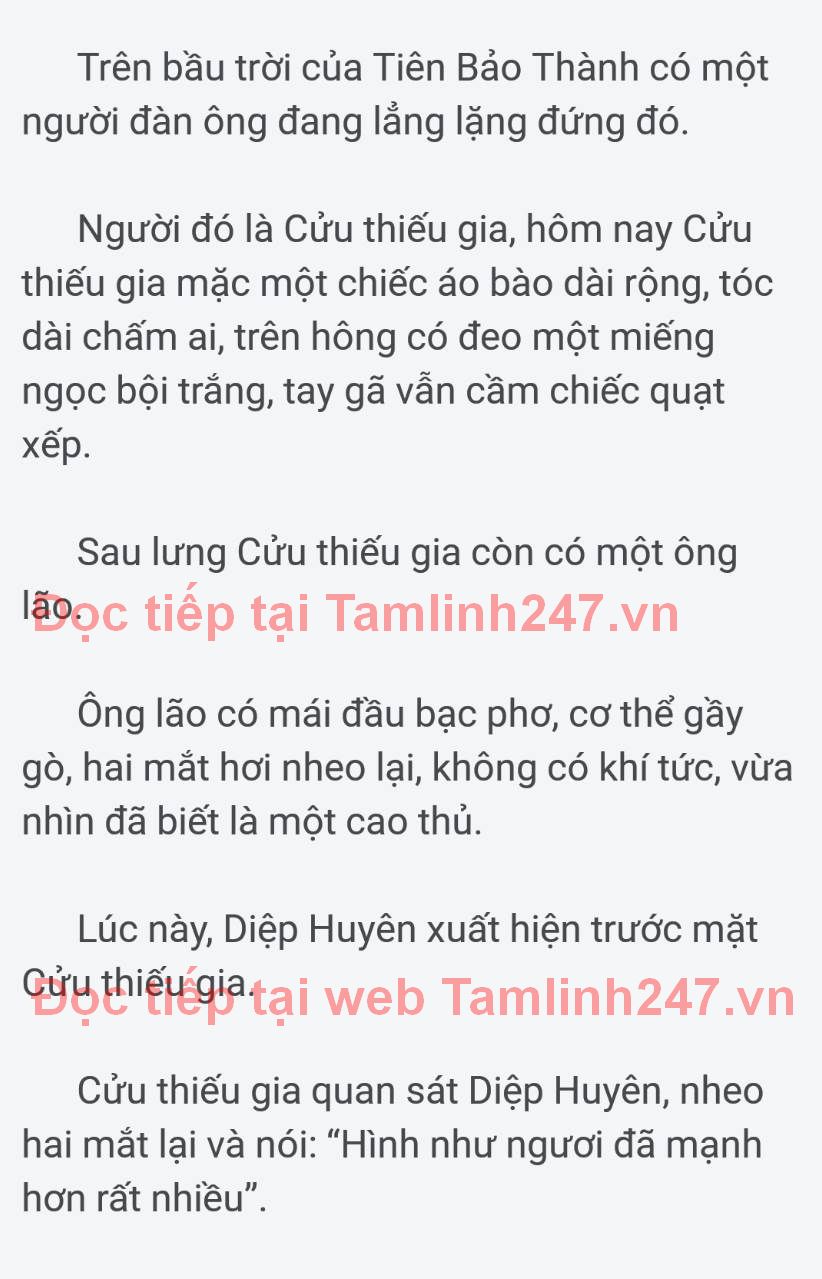 Trên bầu trời của Tiên Bảo Thành có một
người đàn ông đang lẳng lặng đứng đó.
Người đó là Cửu thiếu gia, hôm nay Cửu
thiếu gia mặc một chiếc áo bào dài rộng, tóc
dài chấm ai, trên hông có đeo một miếng
ngọc bội trắng, tay gã vẫn cầm chiếc quạt
xếp.
Sau lưng Cửu thiếu gia còn có một ông
lão.
Đọc tiếp tại Tamlinh247.vn
Ông lão có mái đầu bạc phơ, cơ thể gầy
gò, hai mắt hơi nheo lại, không có khí tức, vừa
nhìn đã biết là một cao thủ.
Lúc này, Diệp Huyên xuất hiện trước mặt
Cửu thiếu gia.
Đọc tiếp tại web Tamlinh247.vn
Cửu thiếu gia quan sát Diệp Huyên, nheo
hai mắt lại và nói: “Hình như ngươi đã mạnh
hơn rất nhiều”.